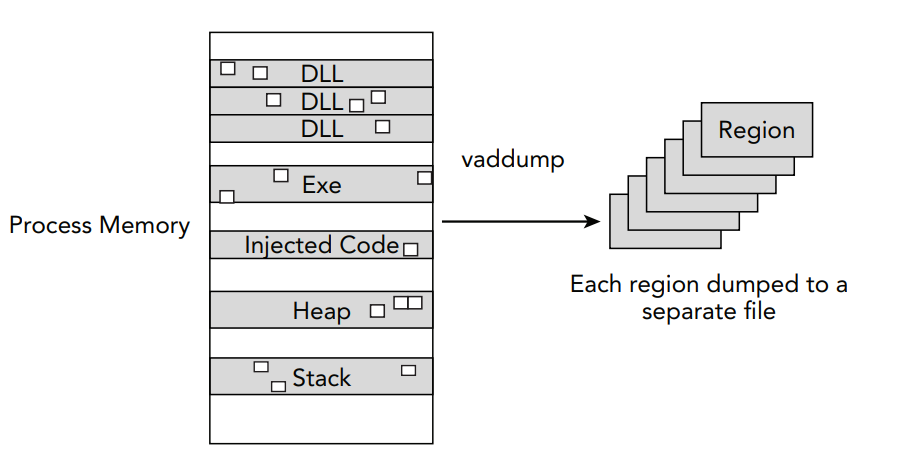 DLL
DLL
DLL
Exe
Injected Code
Heap
Stack
Process Memory
vaddump
Region
Each region dumped to a
separate file